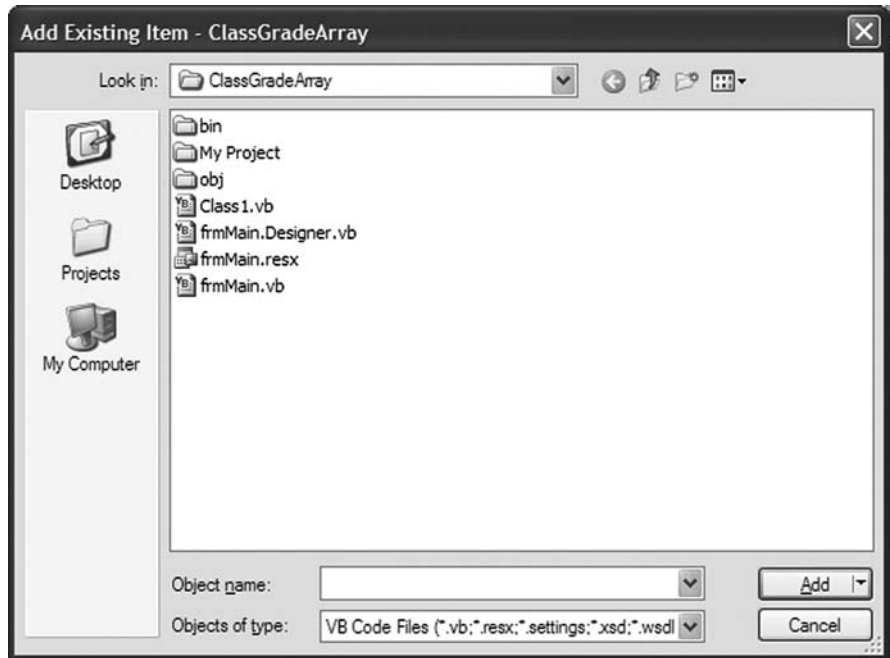 Add Existing Item - ClassGradeArray
Look in: ClassGradeArray
bin
My Project
obj
Class1.vb
frmMain.Designer.vb
frmMain.resx
frmMain.vb
Desktop
Projects
My Computer
Object name:
Add
Objects of type: VB Code Files (*.vb;*.resx;*.settings;*.xsd;*.wsdl
Cancel